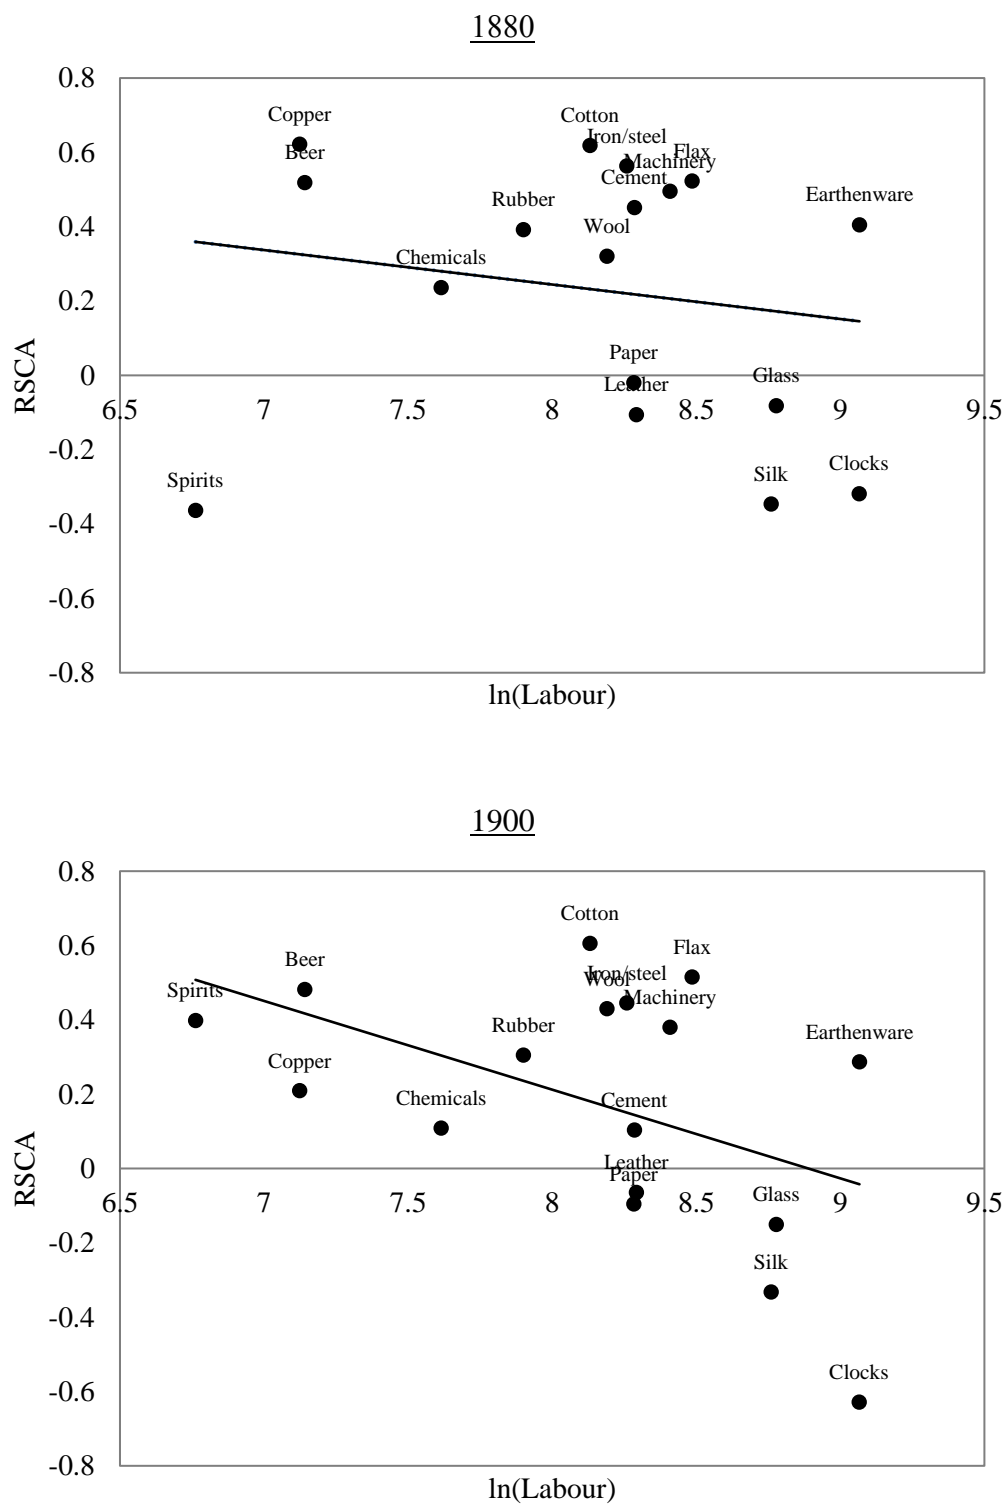 1880
0.8
Copper
Cotton
Iron/steel
0.6
Beer
Flax
Machinery
Cement
Earthenware
0.4
Rubber
Wool
Chemicals
0.2
Paper
0
Glass
Leather
6.5 7 7.5 8 8.5 9 9.5
RSCA
-0.2
Spirits
Silk
Clocks
-0.4
-0.6
-0.8
ln(Labour)
1900
0.8
Cotton
0.6
Beer
Flax
Spirits
Iron/steel
Wool
Machinery
0.4
Rubber
Earthenware
Copper
0.2
Chemicals
Cement
0
Leather
Paper
Glass
6.5 7 7.5 8 8.5 9 9.5
RSCA
-0.2
Silk
-0.4
Clocks
-0.6
-0.8
ln(Labour)